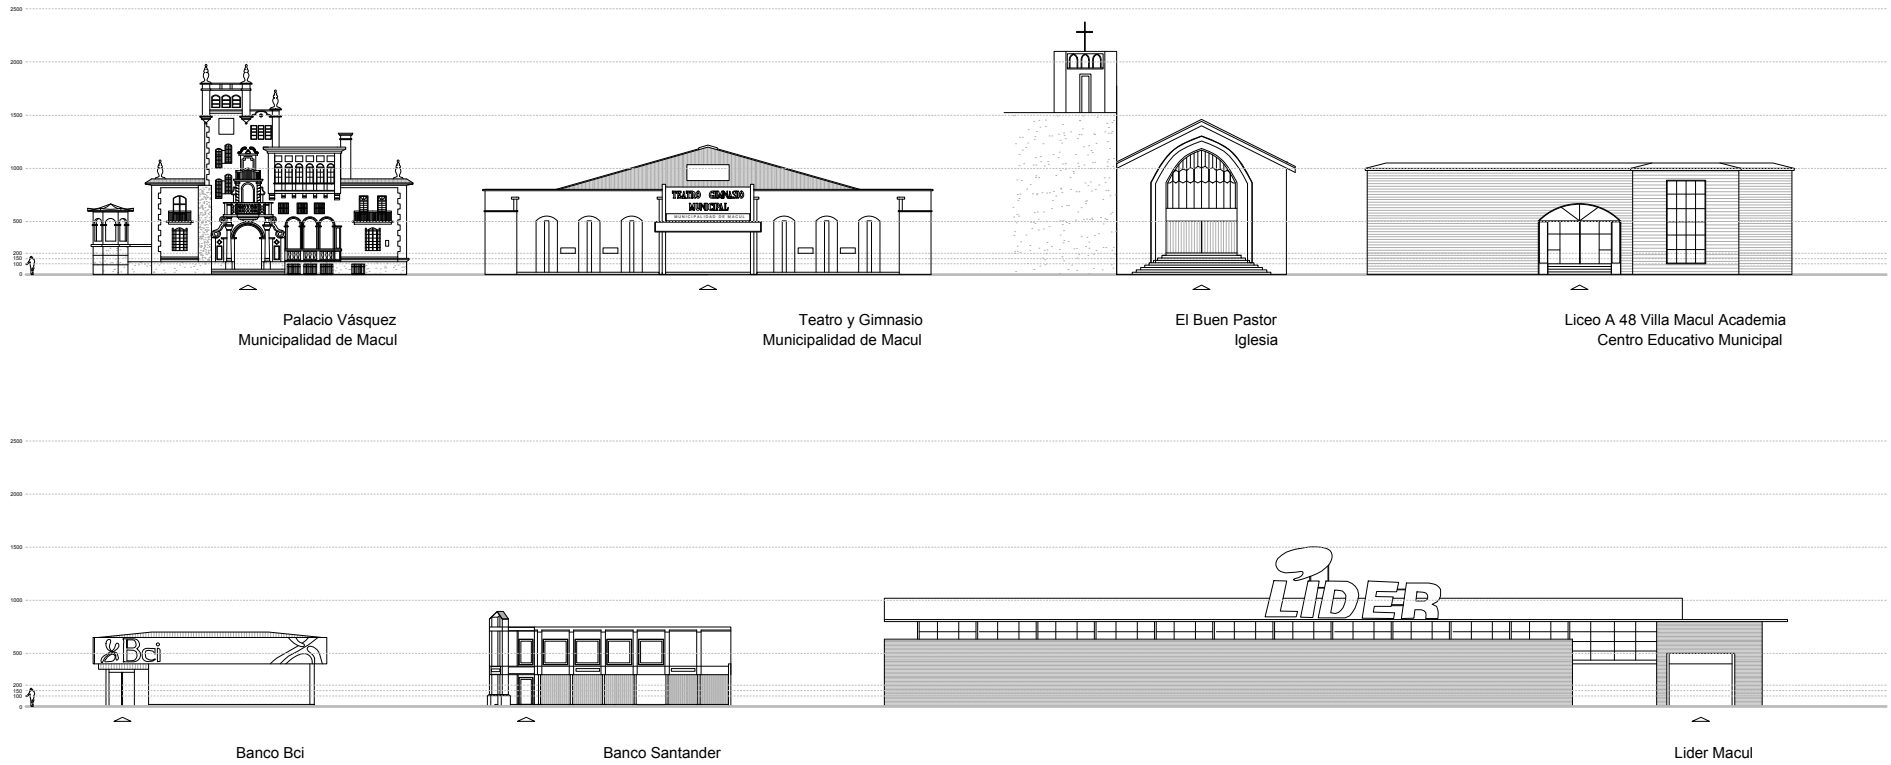 2500
2000
1500
1000
500
200
150
100
0
TEATRO GIMNASIO
MUNICIPAL
MUNICIPALIDAD DE MACUL
Palacio Vásquez
Municipalidad de Macul
Teatro y Gimnasio
Municipalidad de Macul
El Buen Pastor
Iglesia
Liceo A 48 Villa Macul Academia
Centro Educativo Municipal
2500
2000
1500
1000
500
200
150
100
0
Bci
LIDER
Banco Bci
Banco Santander
Lider Macul